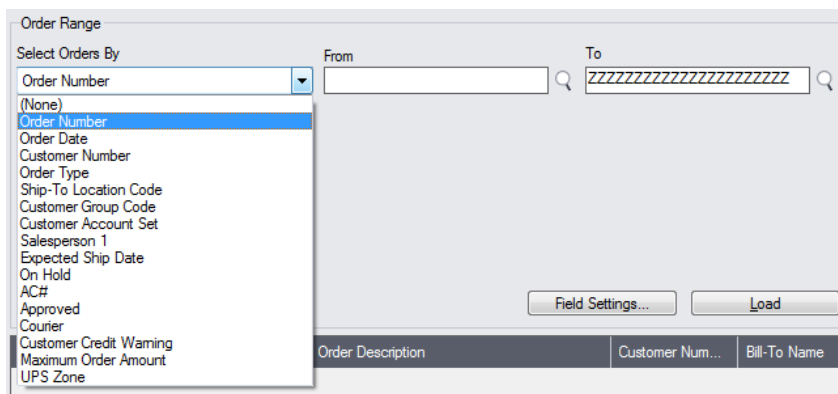 Order Range
Select Orders By
From
To
Order Number
ZZZZZZZZZZZZZZZZZZZZZZ
(None)
Order Number
Order Date
Customer Number
Order Type
Ship-To Location Code
Customer Group Code
Customer Account Set
Salesperson 1
Expected Ship Date
On Hold
AC#
Approved
Courier
Customer Credit Warning
Maximum Order Amount
UPS Zone
Field Settings... Load
Order Description Customer Num... Bill-To Name